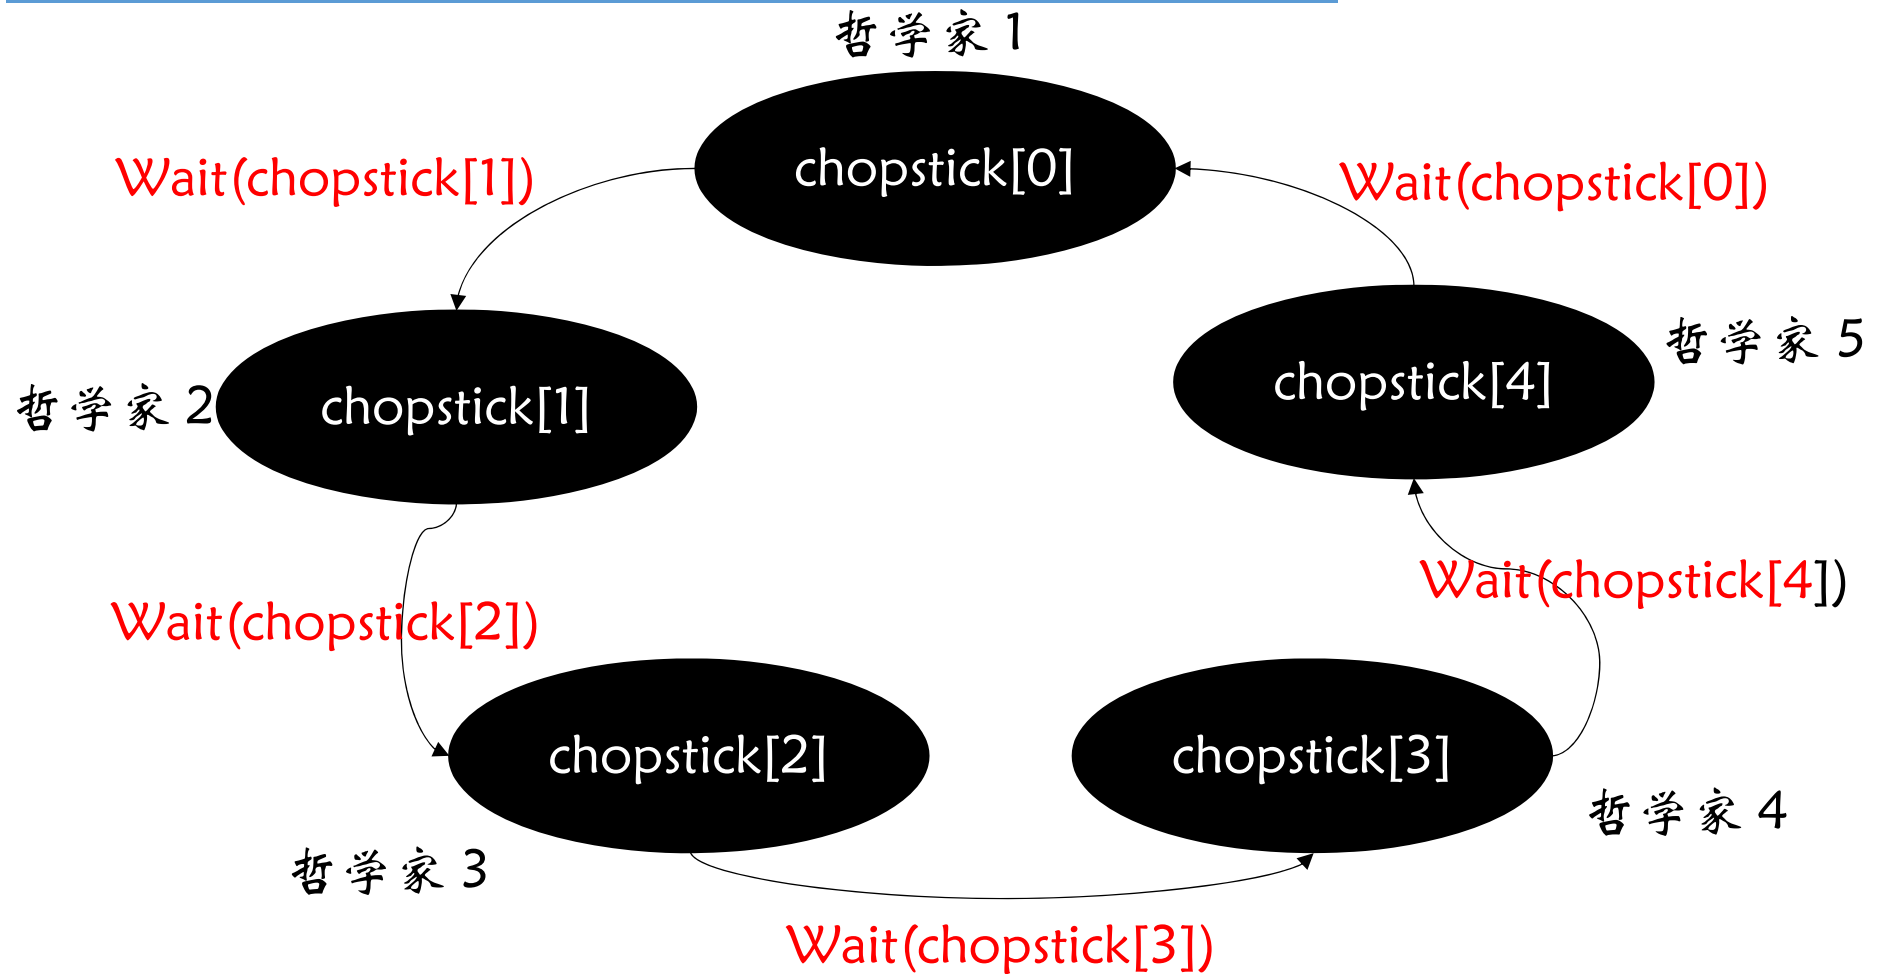 哲学家 1
chopstick[0]
Wait(chopstick[1])
Wait(chopstick[0])
哲学家 2
chopstick[1]
chopstick[4]
哲学家 5
Wait(chopstick[2])
Wait(chopstick[4])
chopstick[2]
chopstick[3]
哲学家 3
哲学家 4
Wait(chopstick[3])